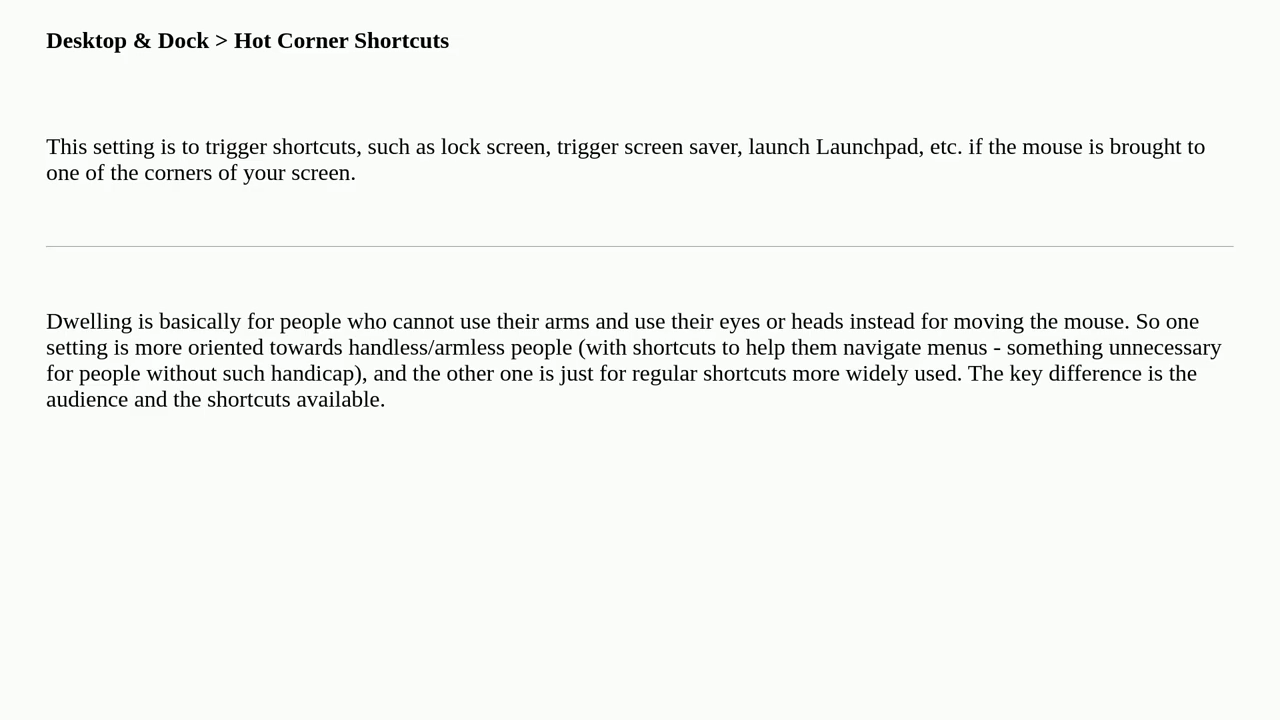 Desktop & Dock > Hot Corner Shortcuts
This setting is to trigger shortcuts, such as lock screen, trigger screen saver, launch Launchpad, etc. if the mouse is brought to
one of the corners of your screen.
Dwelling is basically for people who cannot use their arms and use their eyes or heads instead for moving the mouse. So one
setting is more oriented towards handless/armless people (with shortcuts to help them navigate menus - something unnecessary
for people without such handicap), and the other one is just for regular shortcuts more widely used. The key difference is the
audience and the shortcuts available.